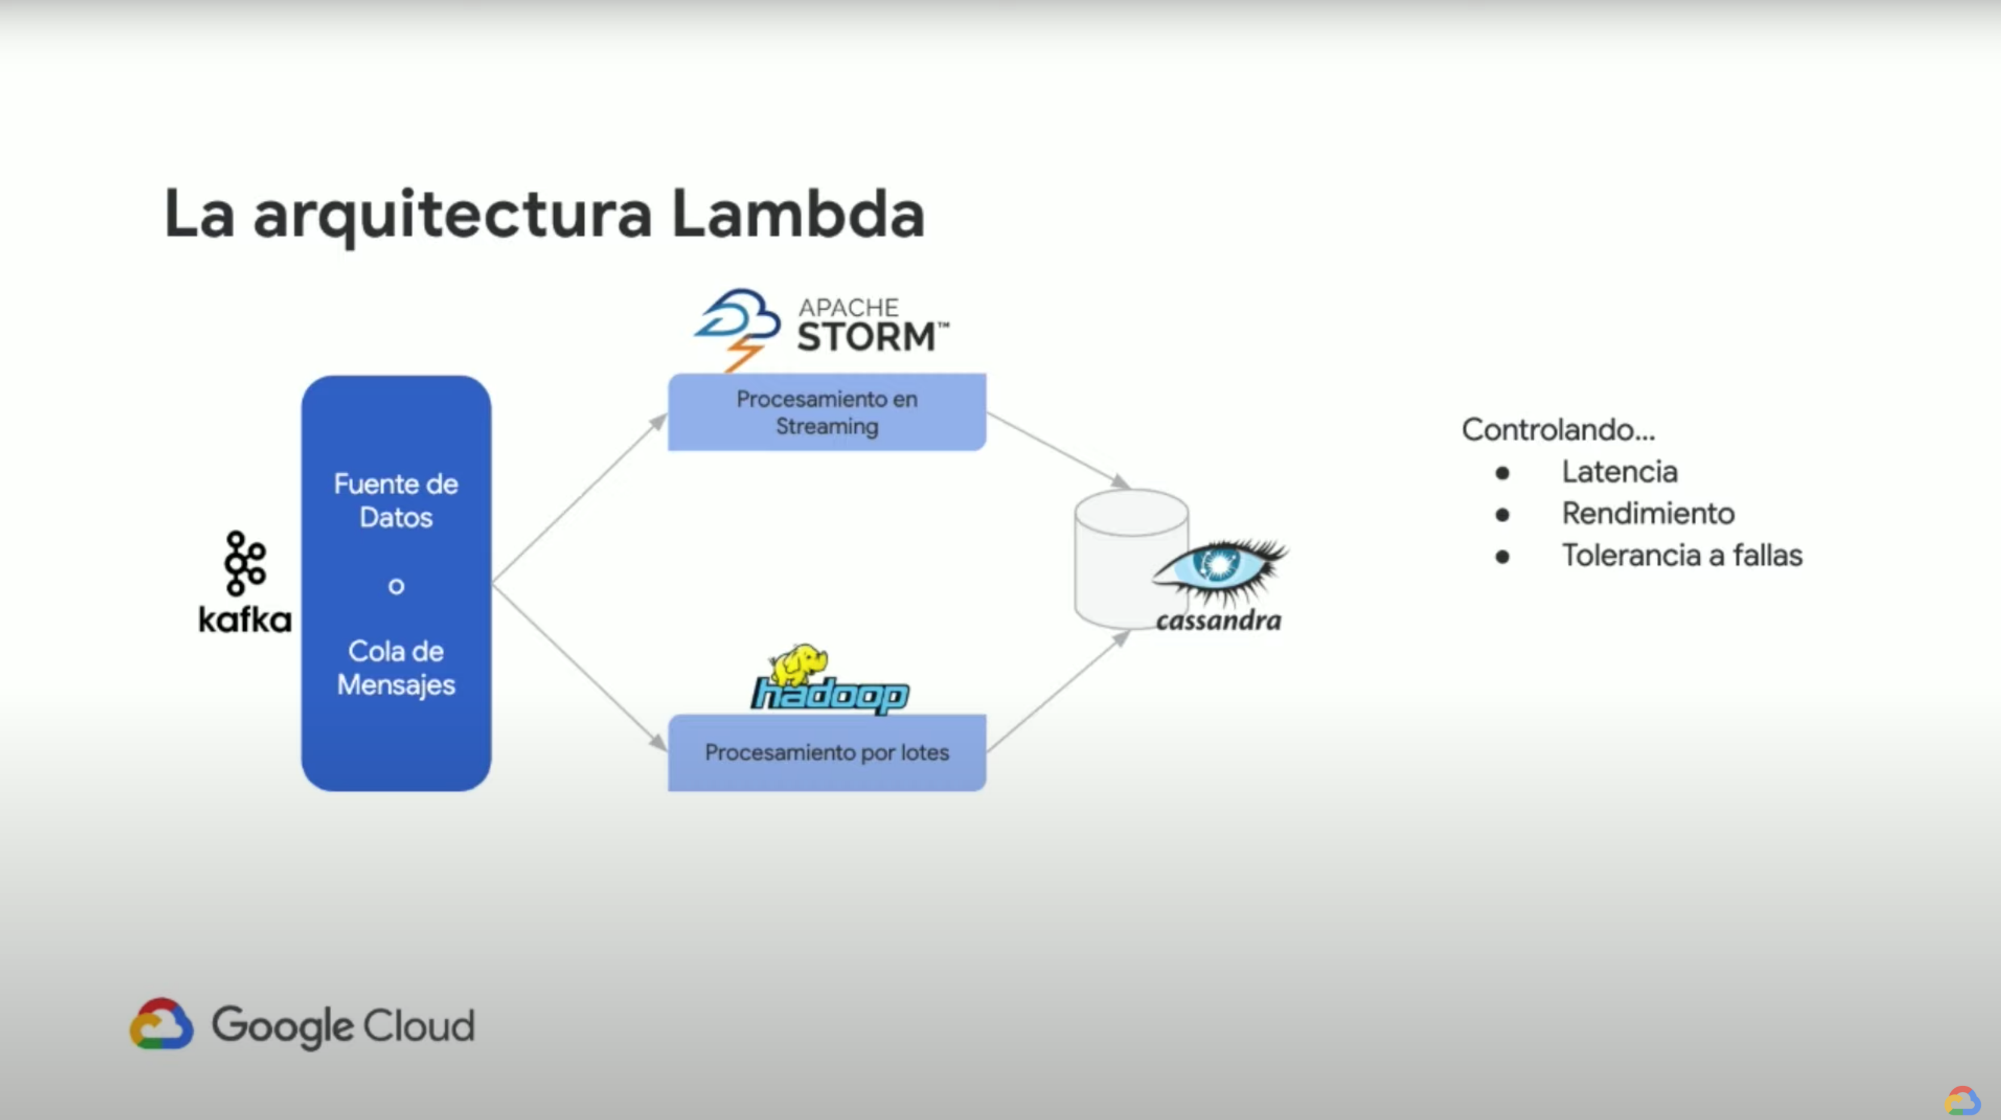 La arquitectura Lambda
APACHE
STORM™
Procesamiento en
Streaming
Fuente de
Datos
o
Cola de
Mensajes
kafka
hadoop
Procesamiento por lotes
cassandra
Controlando...
● Latencia
● Rendimiento
● Tolerancia a fallas
Google Cloud